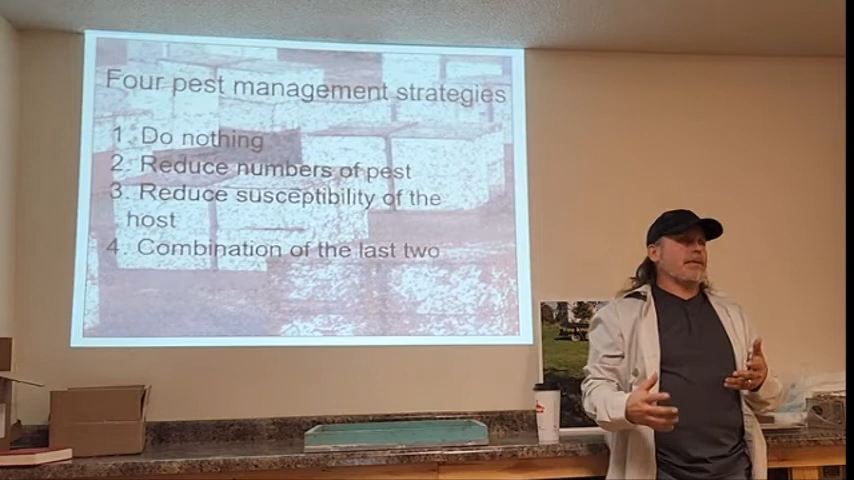 Four pest management strategies
1. Do nothing
2. Reduce numbers of pest
3. Reduce susceptibility of the
host
4. Combination of the last two